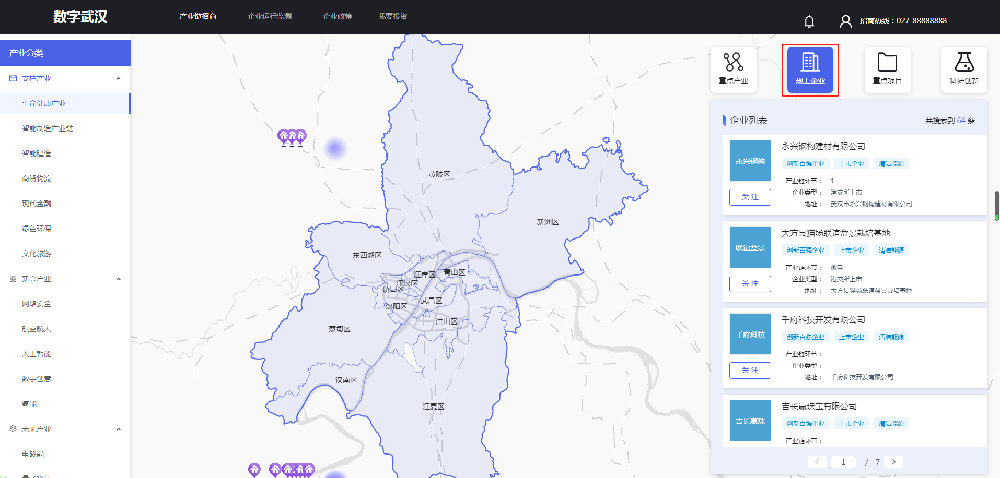 数字武汉
产业链招商 企业运行监测 企业政策 我要投资
招商热线：027-88888888
产业分类
支柱产业
生命健康产业
智能制造产业链
智能建造
商贸物流
现代金融
绿色环保
文化旅游
新兴产业
网络安全
航空航天
人工智能
数字创意
氢能
未来产业
电磁能
黄陂区
新洲区
东西湖区
江岸区
青山区
江汉区
硚口区
武昌区
汉阳区
洪山区
蔡甸区
汉南区
江夏区
重点产业 规上企业 重点项目 科研创新
企业列表 共搜索到 64 条
永兴钢构
永兴钢构建材有限公司
创新百强企业 上市企业 清洁能源
产业链环节： 1
企业类型： 港交所上市
地址： 武汉市永兴钢构建材有限公司
关 注
联谊盆景
大方县猫场联谊盆景栽培基地
创新百强企业 上市企业 清洁能源
产业链环节： 微电
企业类型： 港交所上市
地址： 大方县猫场联谊盆景栽培基地
关 注
千府科技
千府科技开发有限公司
创新百强企业 上市企业 清洁能源
产业链环节：
企业类型：
地址： 千府科技开发有限公司
关 注
吉长赢珠
吉长赢珠宝有限公司
创新百强企业 上市企业 清洁能源
产业链环节：
< 1 / 7 >